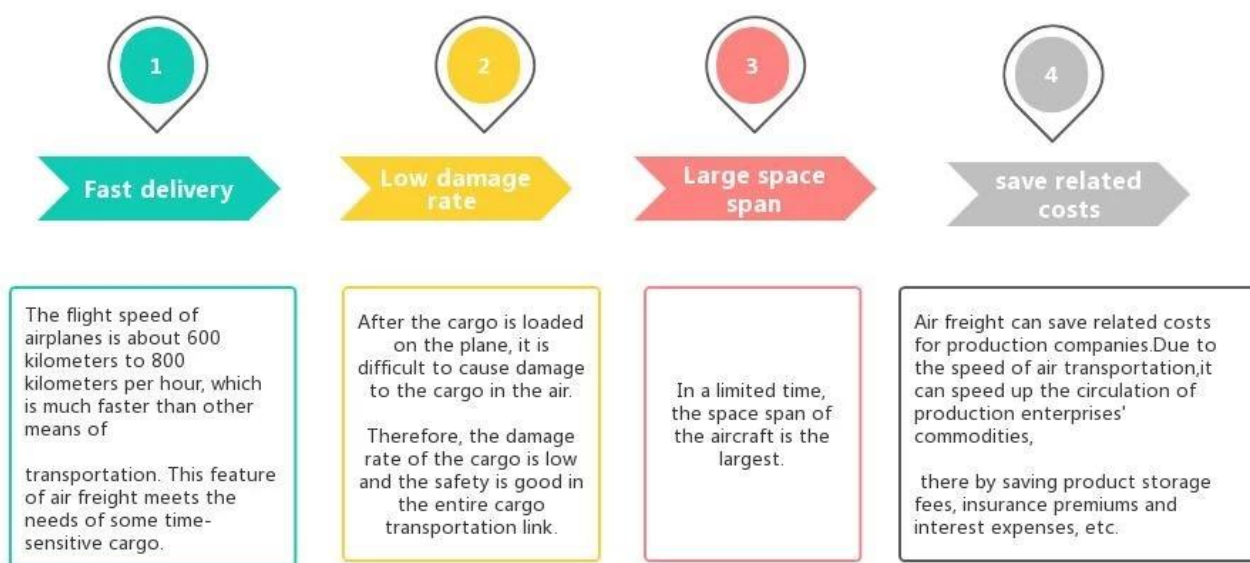 1
Fast delivery
The flight speed of
airplanes is about 600
kilometers to 800
kilometers per hour, which
is much faster than other
means of
transportation. This feature
of air freight meets the
needs of some time-
sensitive cargo.
2
Low damage
rate
After the cargo is loaded
on the plane, it is
difficult to cause damage
to the cargo in the air.
Therefore, the damage
rate of the cargo is low
and the safety is good in
the entire cargo
transportation link.
3
Large space
span
In a limited time,
the space span of
the aircraft is the
largest.
4
save related
costs
Air freight can save related costs
for production companies.Due to
the speed of air transportation,it
can speed up the circulation of
production enterprises'
commodities,
there by saving product storage
fees, insurance premiums and
interest expenses, etc.